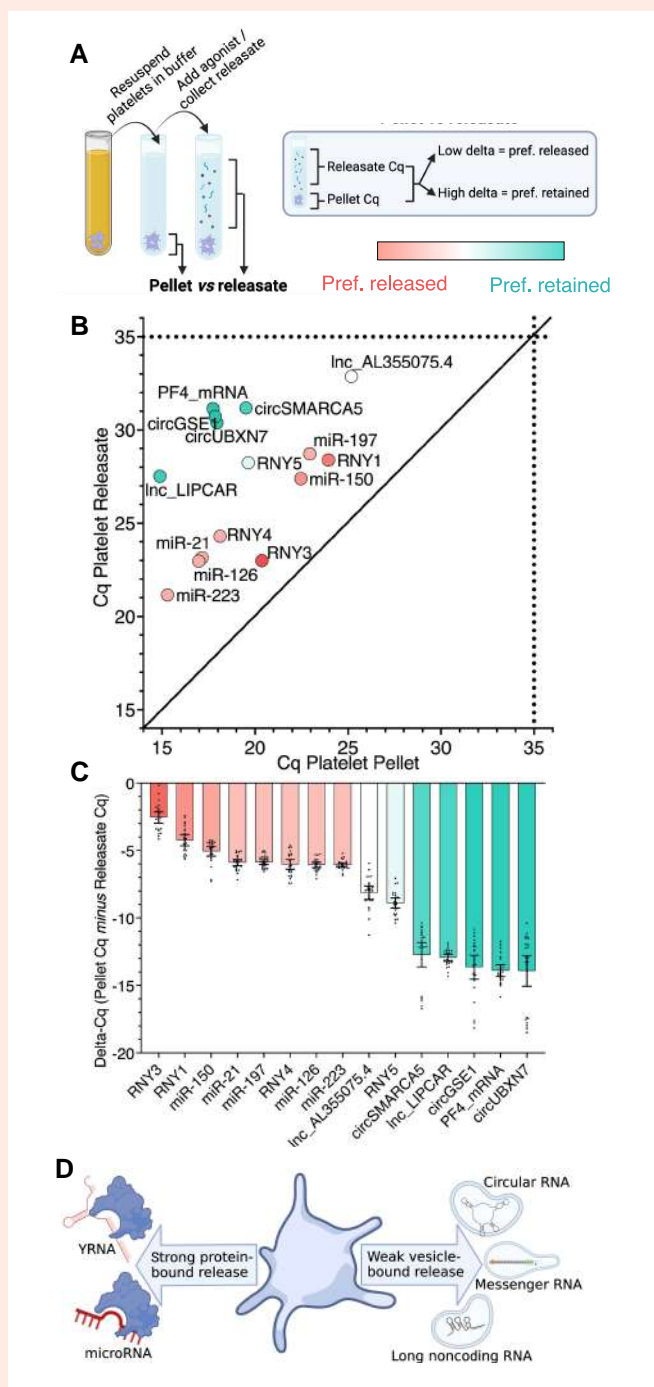 A
Resuspend
platelets in buffer
Add agonist /
collect releasate
Releasate Cq
Pellet Cq
Low delta = pref. released
High delta = pref. retained
Pellet vs releasate
Pref. released
Pref. retained
B
Cq Platelet Releasate
35
30
25
20
15
lnc_AL355075.4
PF4_mRNA
circSMARCA5
circGSE1
circUBXN7
miR-197
RNY5
RNY1
miR-150
lnc_LIPCAR
RNY4
miR-21
RNY3
miR-126
miR-223
15
20
25
30
35
Cq Platelet Pellet
C
Delta-Cq (Pellet Cq minus Releasate Cq)
0
-5
-10
-15
-20
RNY3
RNY1
miR-150
miR-21
miR-197
RNY4
miR-126
miR-223
lnc_AL355075.4
RNY5
circSMARCA5
lnc_LIPCAR
circGSE1
PF4_mRNA
circUBXN7
D
YRNA
microRNA
Strong protein-
bound release
Weak vesicle-
bound release
Circular RNA
Messenger RNA
Long noncoding RNA